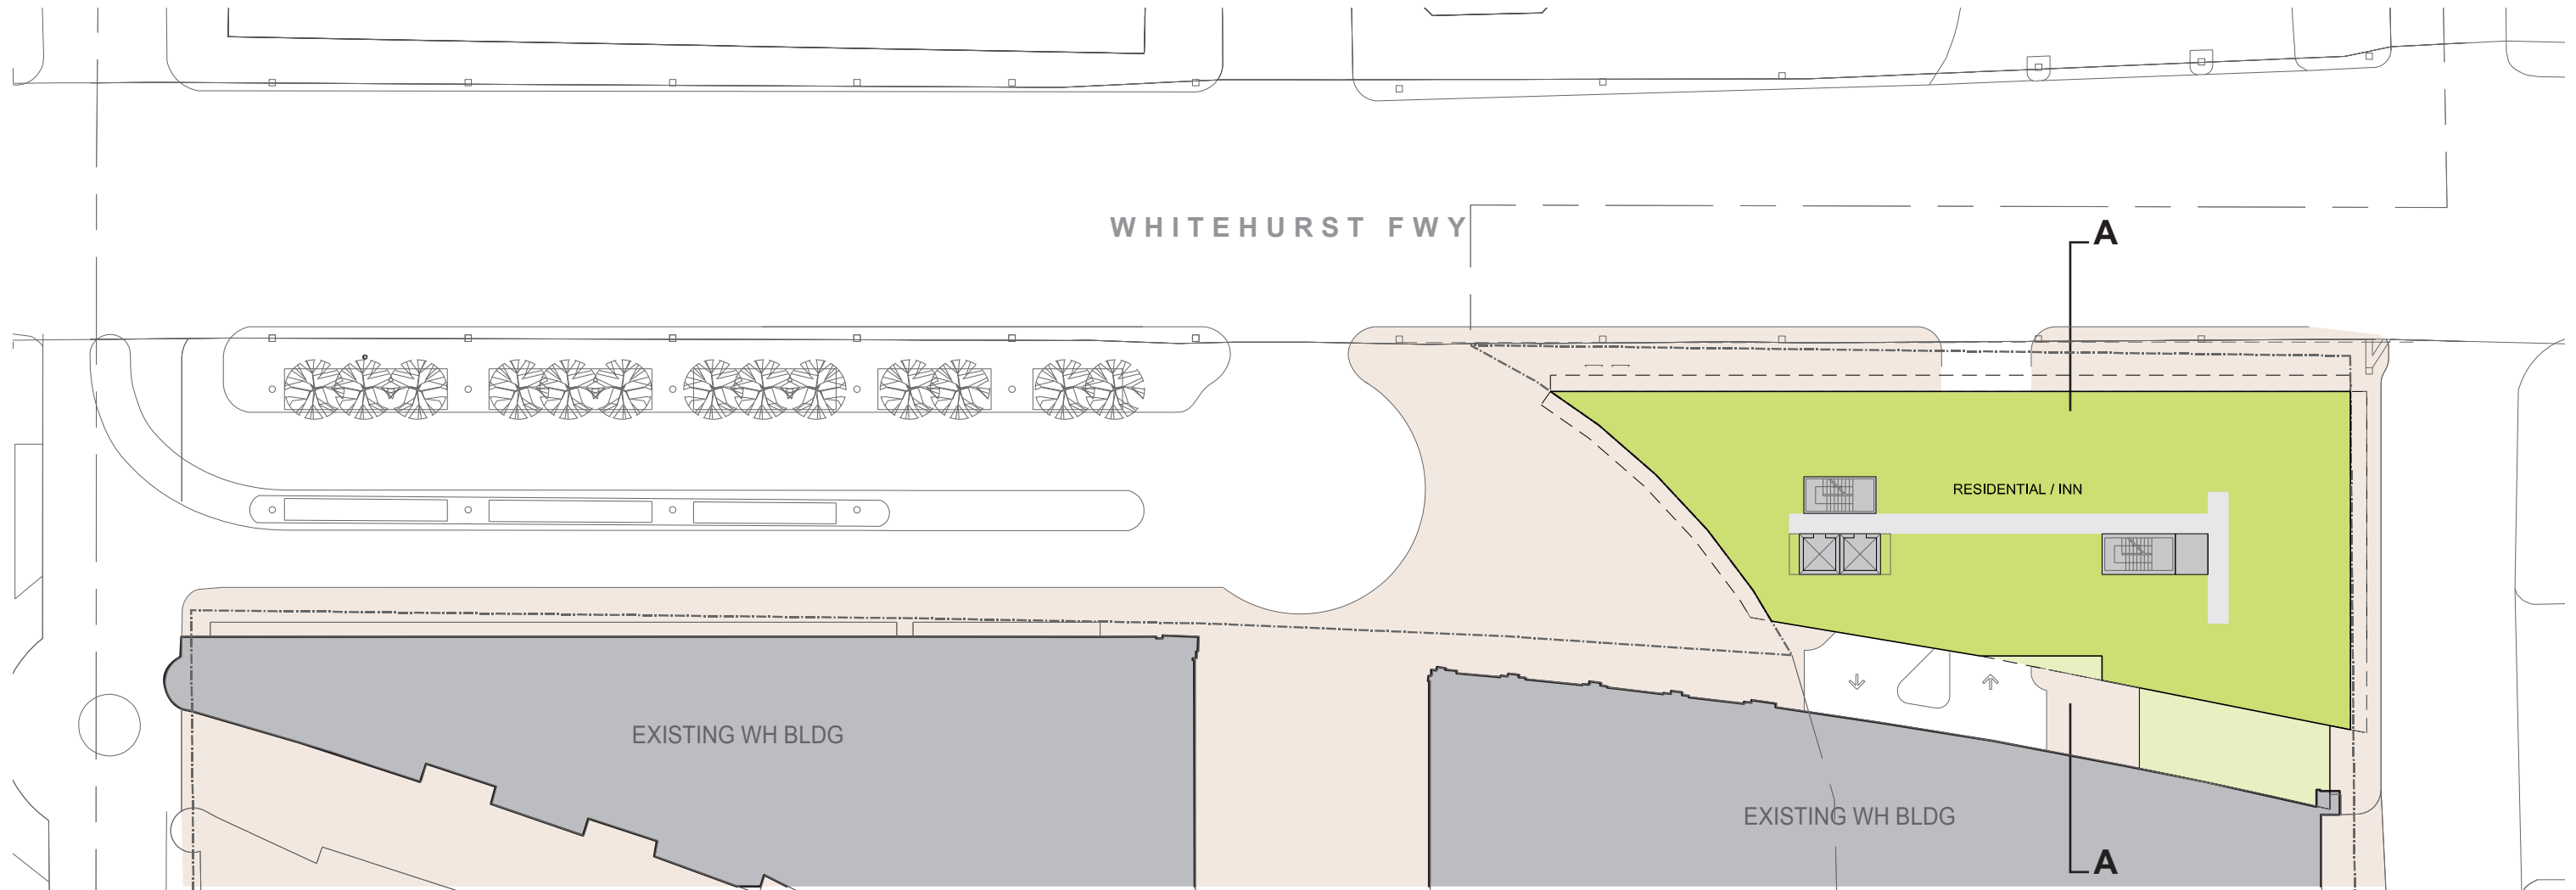 WHITEHURST FWY
A
RESIDENTIAL / INN
EXISTING WH BLDG
EXISTING WH BLDG
A